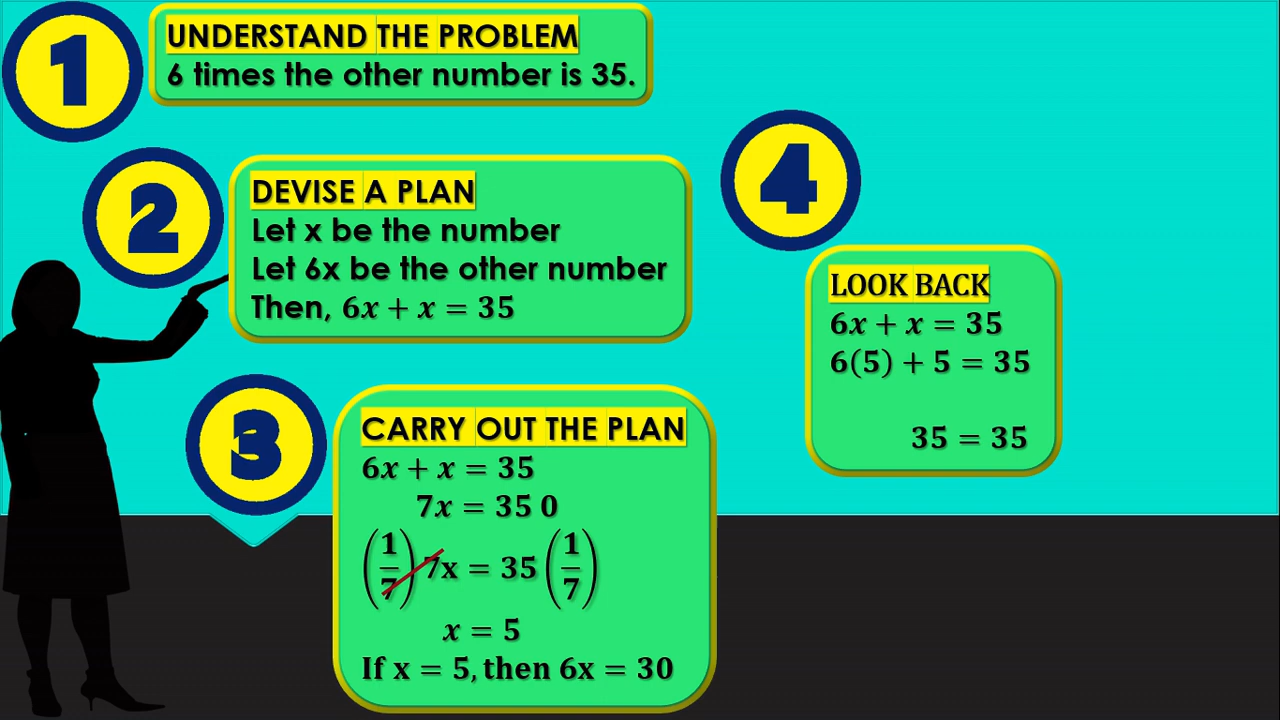 1
UNDERSTAND THE PROBLEM
6 times the other number is 35.
2
DEVISE A PLAN
Let x be the number
Let 6x be the other number
Then, 6x + x = 35
3
CARRY OUT THE PLAN
6x + x = 35
7x = 35 0
(1/7) 7x = 35 (1/7)
x = 5
If x = 5, then 6x = 30
4
LOOK BACK
6x + x = 35
6(5) + 5 = 35
35 = 35